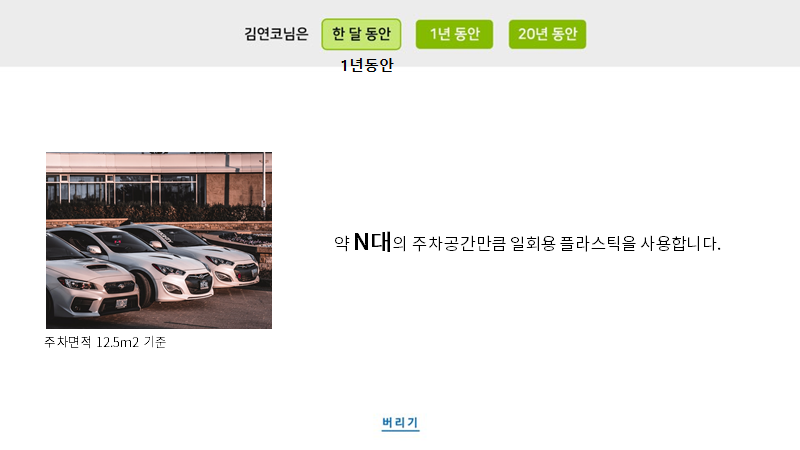 김연코님은 한 달 동안 1년 동안 20년 동안
1년동안
약 N대의 주차공간만큼 일회용 플라스틱을 사용합니다.
주차면적 12.5m2 기준
버리기